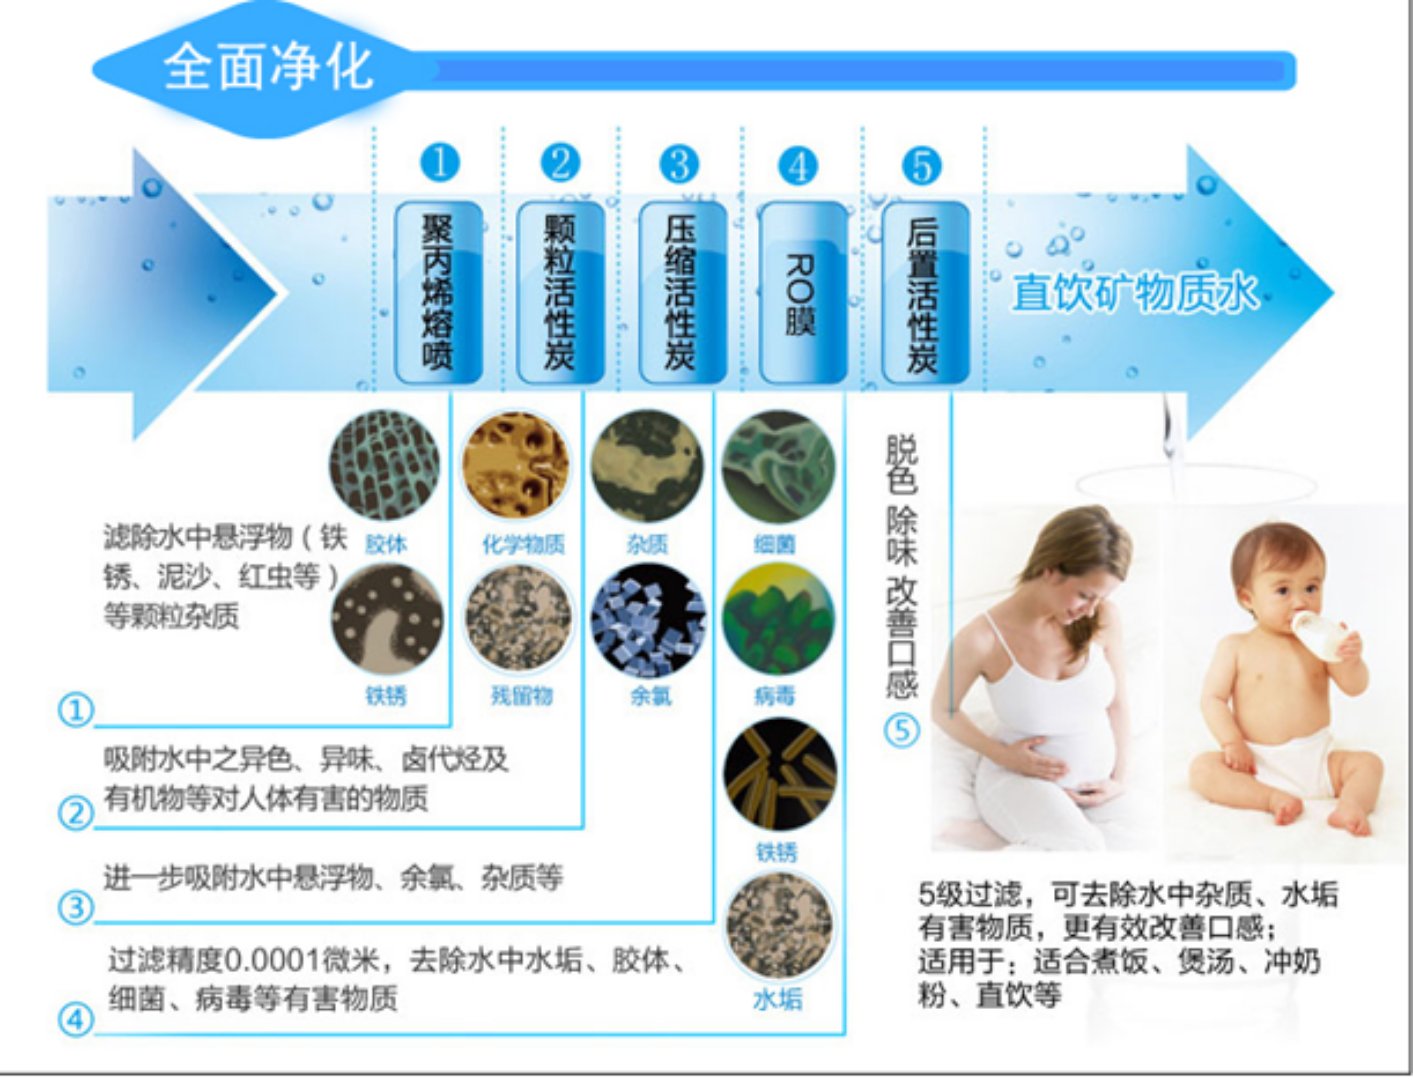 全面净化
1
2
3
4
5
聚丙烯熔喷
颗粒活性炭
压缩活性炭
RO膜
后置活性炭
直饮矿物质水
胶体
化学物质
杂质
细菌
铁锈
残留物
余氯
病毒
铁锈
水垢
滤除水中悬浮物（铁
锈、泥沙、红虫等）
等颗粒杂质
①
吸附水中之异色、异味、卤代烃及
有机物等对人体有害的物质
②
进一步吸附水中悬浮物、余氯、杂质等
③
过滤精度0.0001微米，去除水中水垢、胶体、
细菌、病毒等有害物质
④
脱色 除味 改善口感
⑤
5级过滤，可去除水中杂质、水垢
有害物质，更有效改善口感；
适用于：适合煮饭、煲汤、冲奶
粉、直饮等